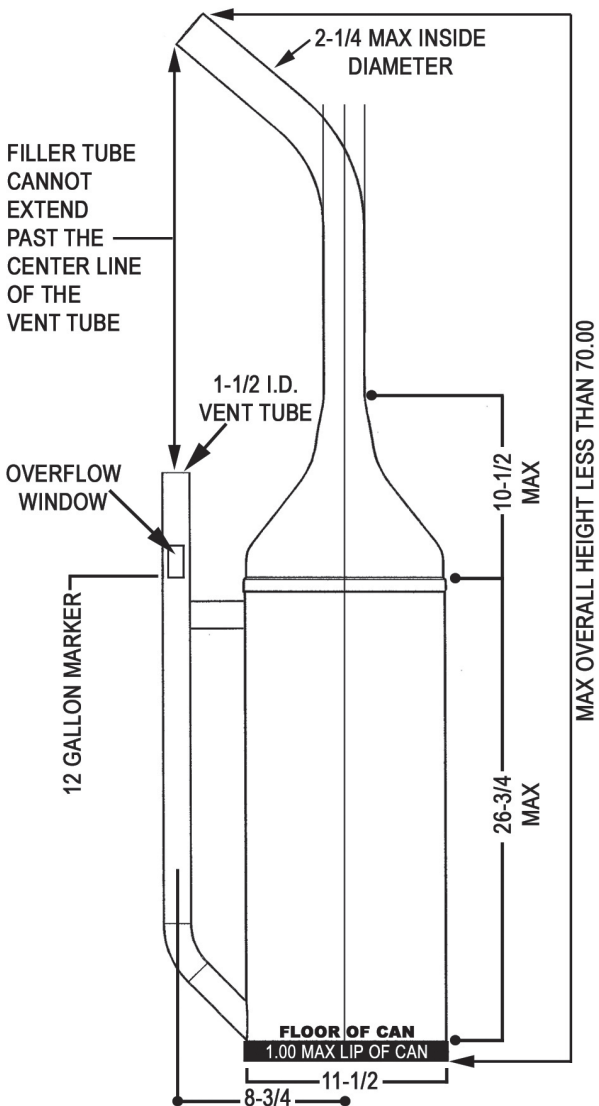 2-1/4 MAX INSIDE
DIAMETER
FILLER TUBE
CANNOT
EXTEND
PAST THE
CENTER LINE
OF THE
VENT TUBE
1-1/2 I.D.
VENT TUBE
OVERFLOW
WINDOW
12 GALLON MARKER
10-1/2
MAX
MAX OVERALL HEIGHT LESS THAN 70.00
26-3/4
MAX
FLOOR OF CAN
1.00 MAX LIP OF CAN
11-1/2
8-3/4